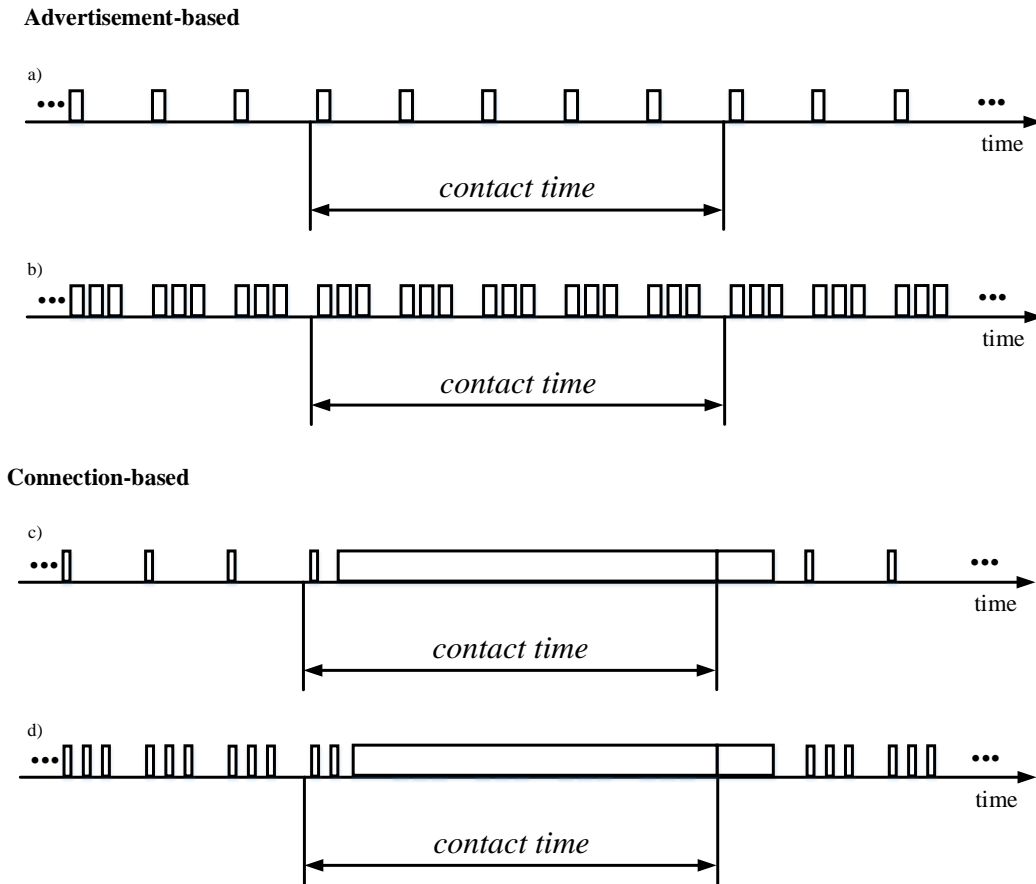 Advertisement-based
a)
•••
•••
time
contact time
b)
•••
•••
time
contact time
Connection-based
c)
•••
•••
time
contact time
d)
•••
•••
time
contact time